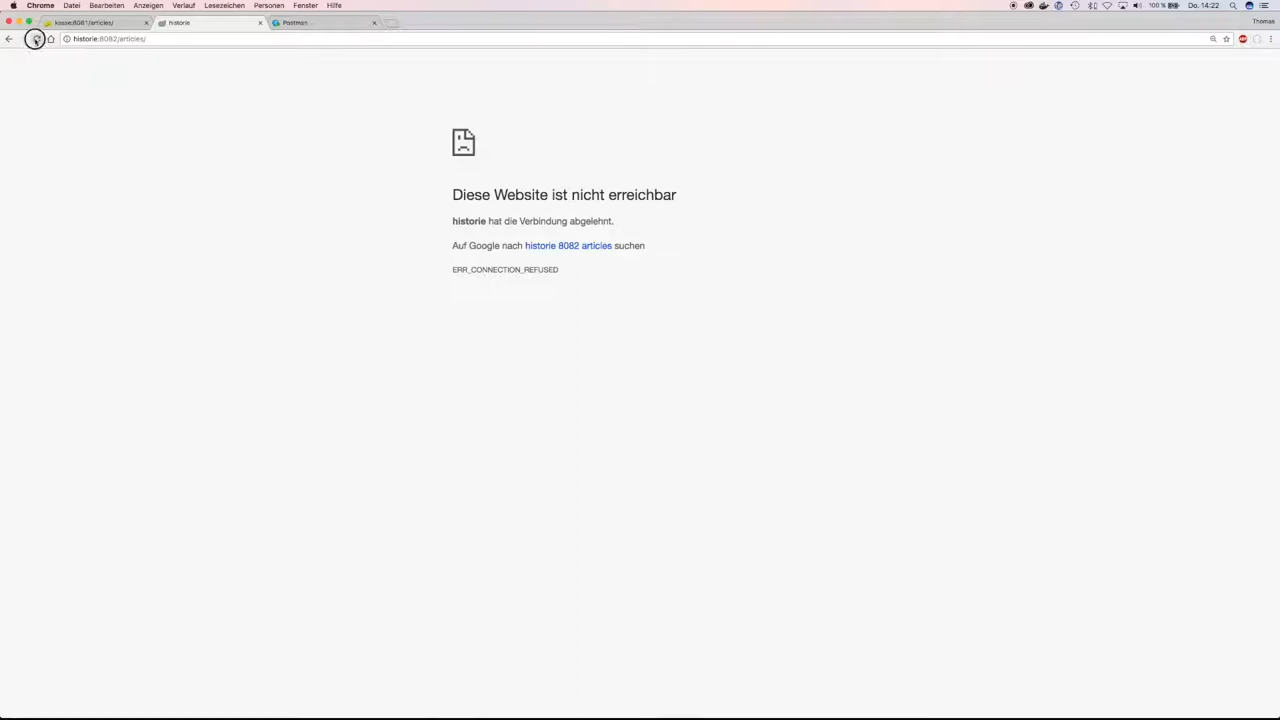 Chrome Datei Bearbeiten Anzeigen Verlauf Lesezeichen Personen Fenster Hilfe 100 % Do. 14:22
kasse:8081/articles/ historie Postman Thomas
historie:8082/articles/
Diese Website ist nicht erreichbar
historie hat die Verbindung abgelehnt.
Auf Google nach historie 8082 articles suchen
ERR_CONNECTION_REFUSED